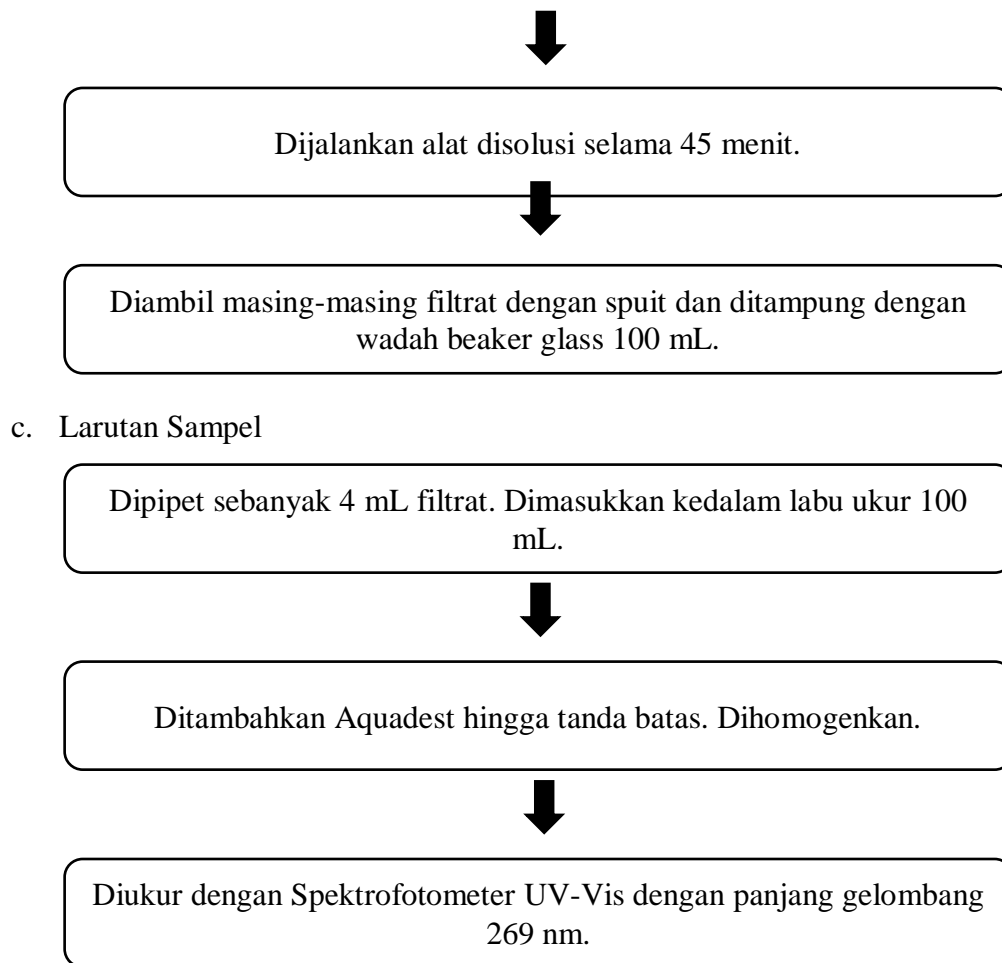 Dijalankan alat disolusi selama 45 menit.
Diambil masing-masing filtrat dengan spuit dan ditampung dengan
wadah beaker glass 100 mL.
c. Larutan Sampel
Dipipet sebanyak 4 mL filtrat. Dimasukkan kedalam labu ukur 100
mL.
Ditambahkan Aquadest hingga tanda batas. Dihomogenkan.
Diukur dengan Spektrofotometer UV-Vis dengan panjang gelombang
269 nm.